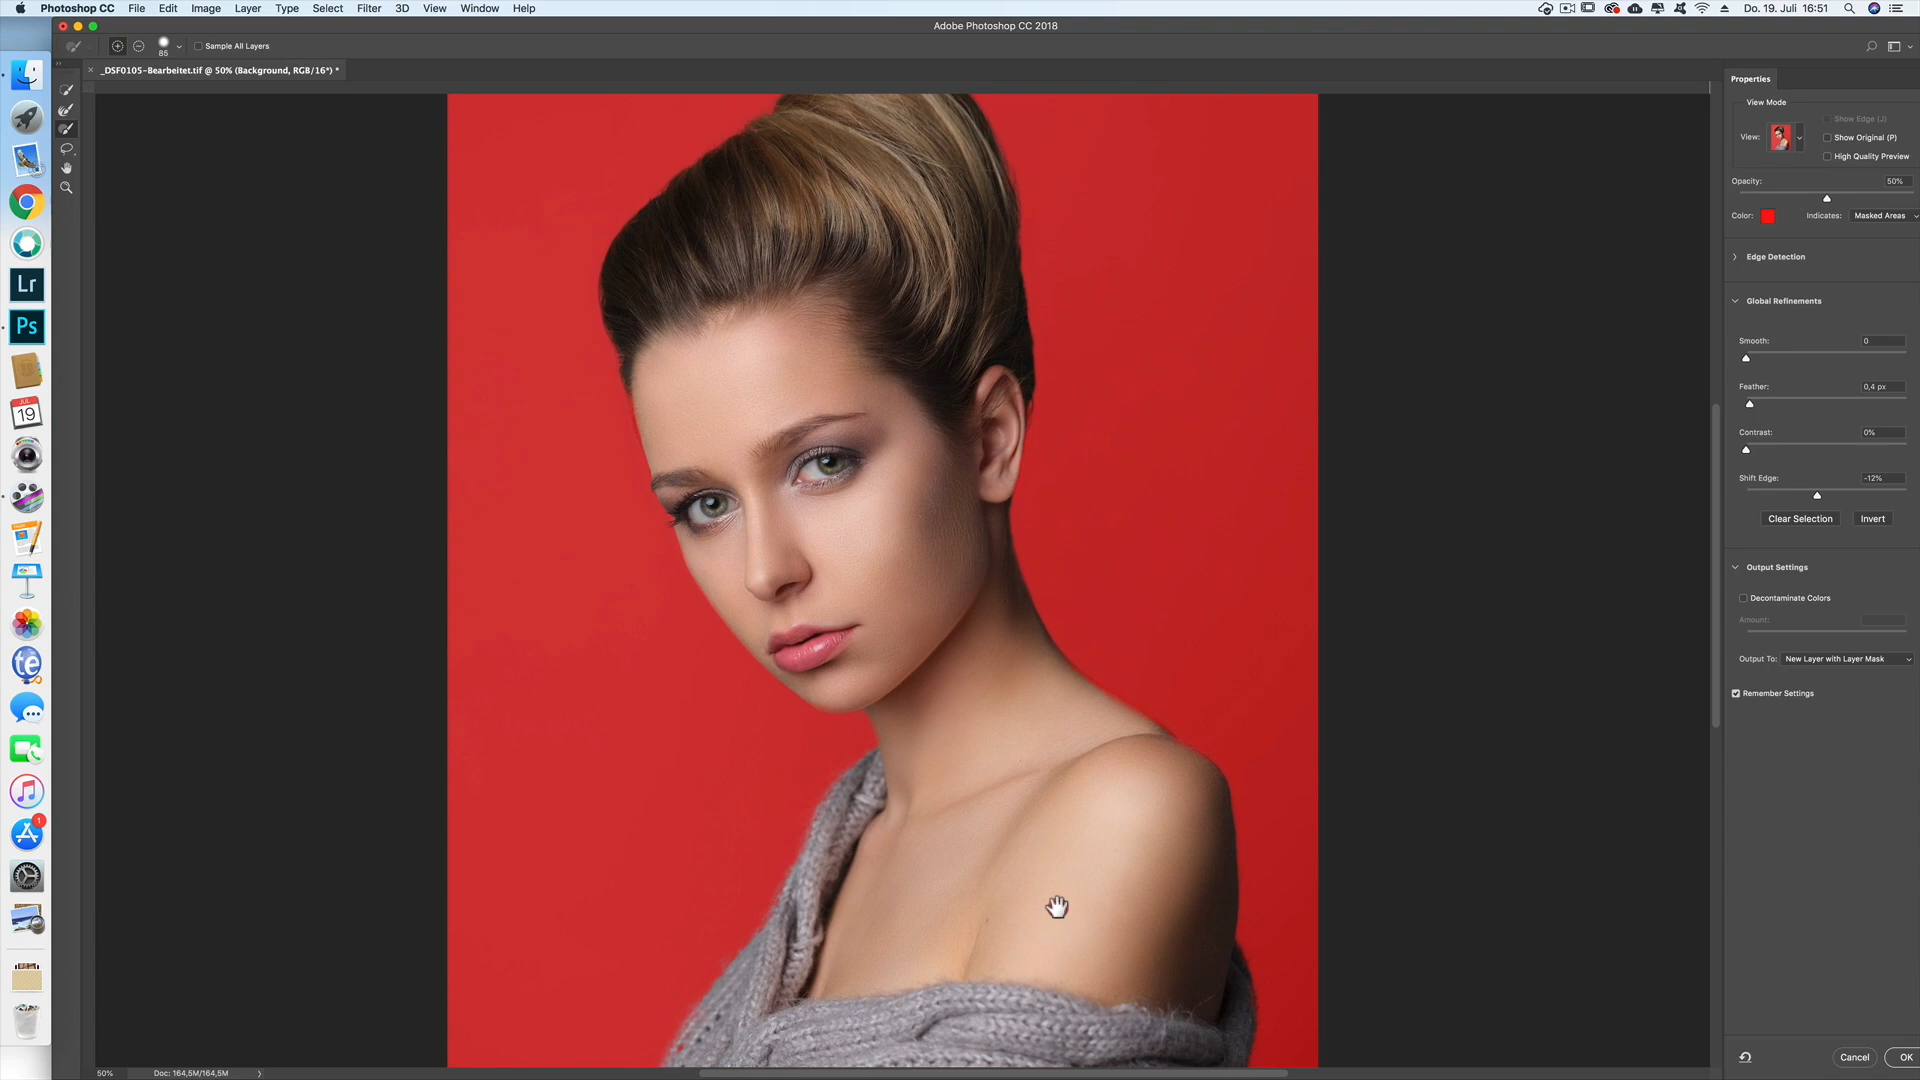 Photoshop CC File Edit Image Layer Type Select Filter 3D View Window Help Do. 19. Juli 16:51
Adobe Photoshop CC 2018
85 Sample All Layers
_DSF0105-Bearbeitet.tif @ 50% (Background, RGB/16*) *
Properties
View Mode
Show Edge (J)
View: Show Original (P)
High Quality Preview
Opacity: 50%
Color: Indicates: Masked Areas
Edge Detection
Lr
Global Refinements
Ps
Smooth: 0
Feather: 0,4 px
JUL
19
Contrast: 0%
Shift Edge: -12%
Clear Selection Invert
Output Settings
Decontaminate Colors
Amount:
te
Output To: New Layer with Layer Mask
Remember Settings
1
Cancel OK
50% Doc: 164,5M/164,5M